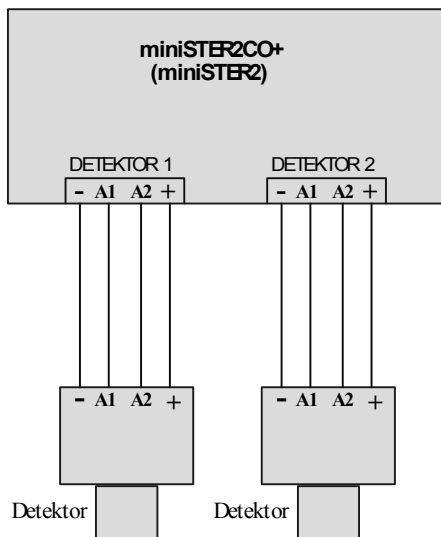 miniSTER2CO+
(miniSTER2)
DETEKTOR 1 DETEKTOR 2
- A1 A2 + - A1 A2 +
- A1 A2 + - A1 A2 +
Detektor Detektor